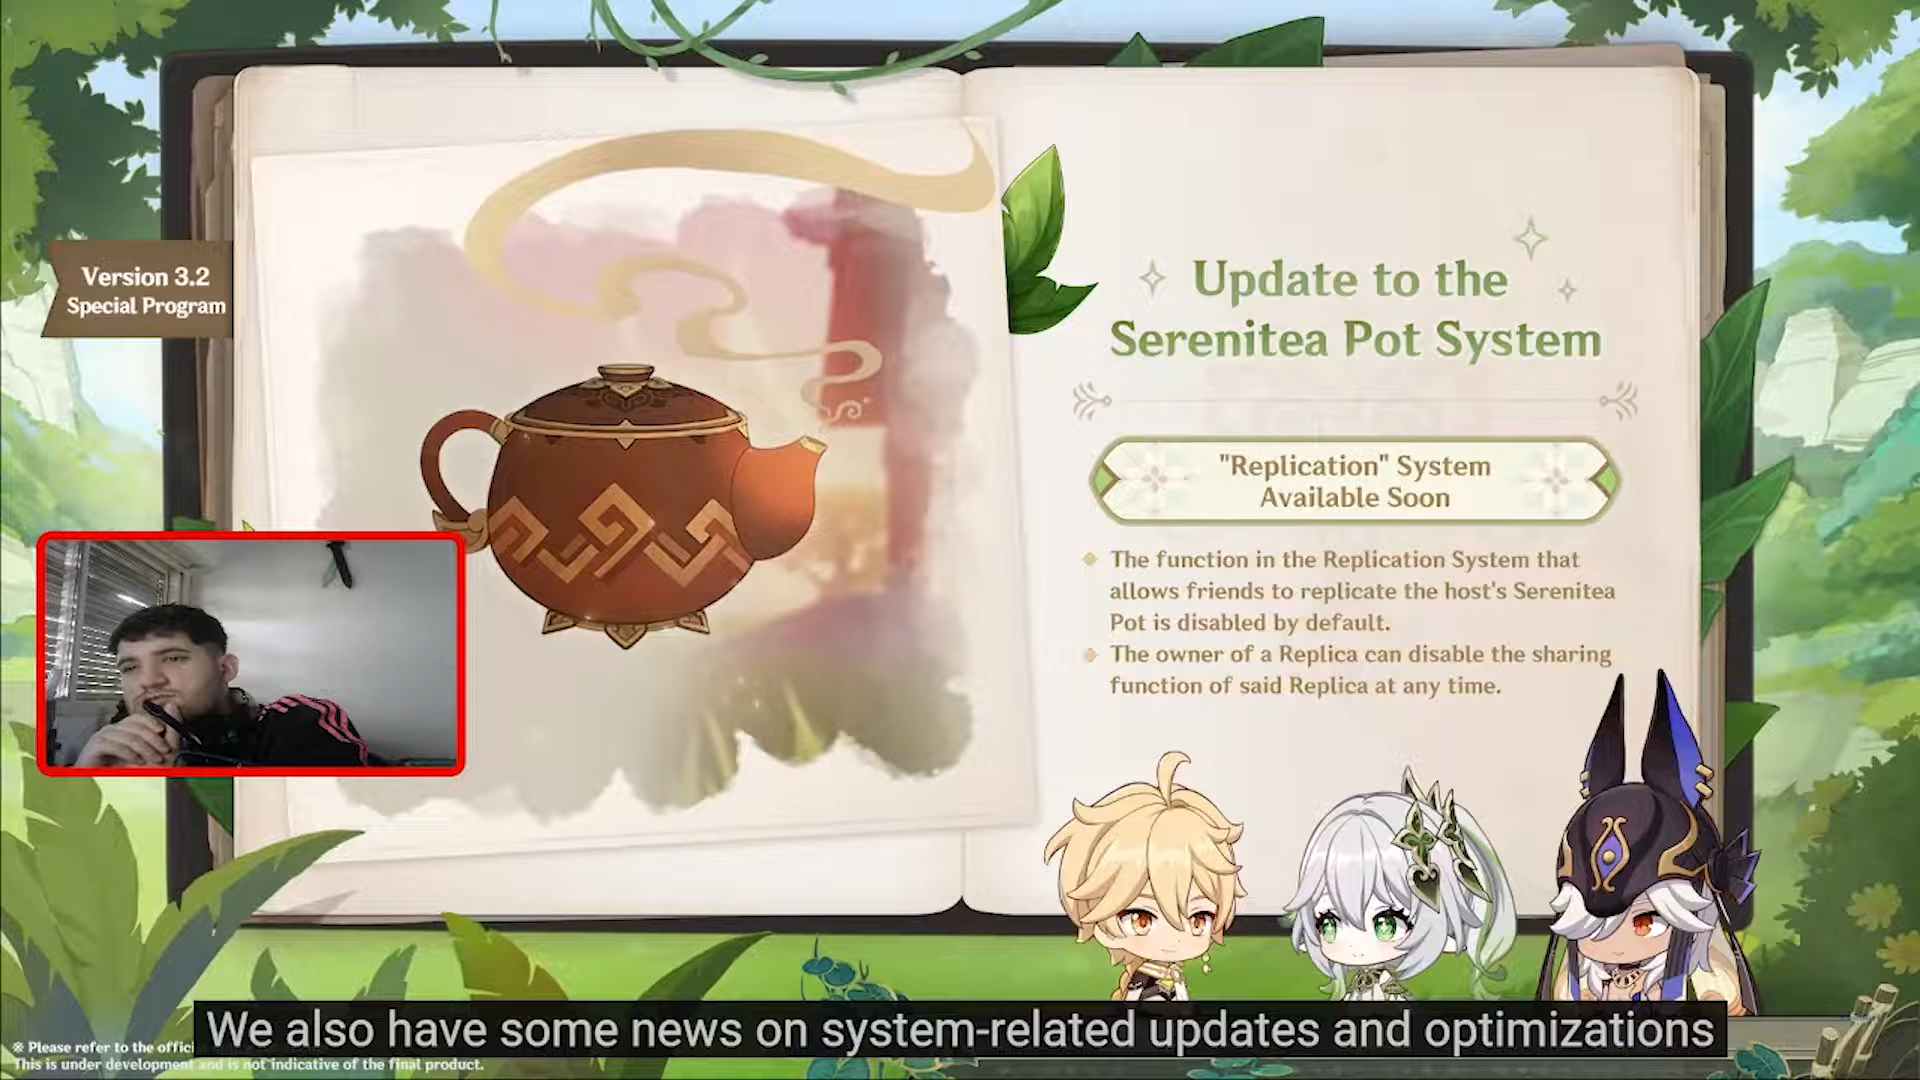 Version 3.2
Special Program
Update to the
Serenitea Pot System
"Replication" System
Available Soon
The function in the Replication System that
allows friends to replicate the host's Serenitea
Pot is disabled by default.
The owner of a Replica can disable the sharing
function of said Replica at any time.
We also have some news on system-related updates and optimizations
※ Please refer to the offici
This is under development and is not indicative of the final product.